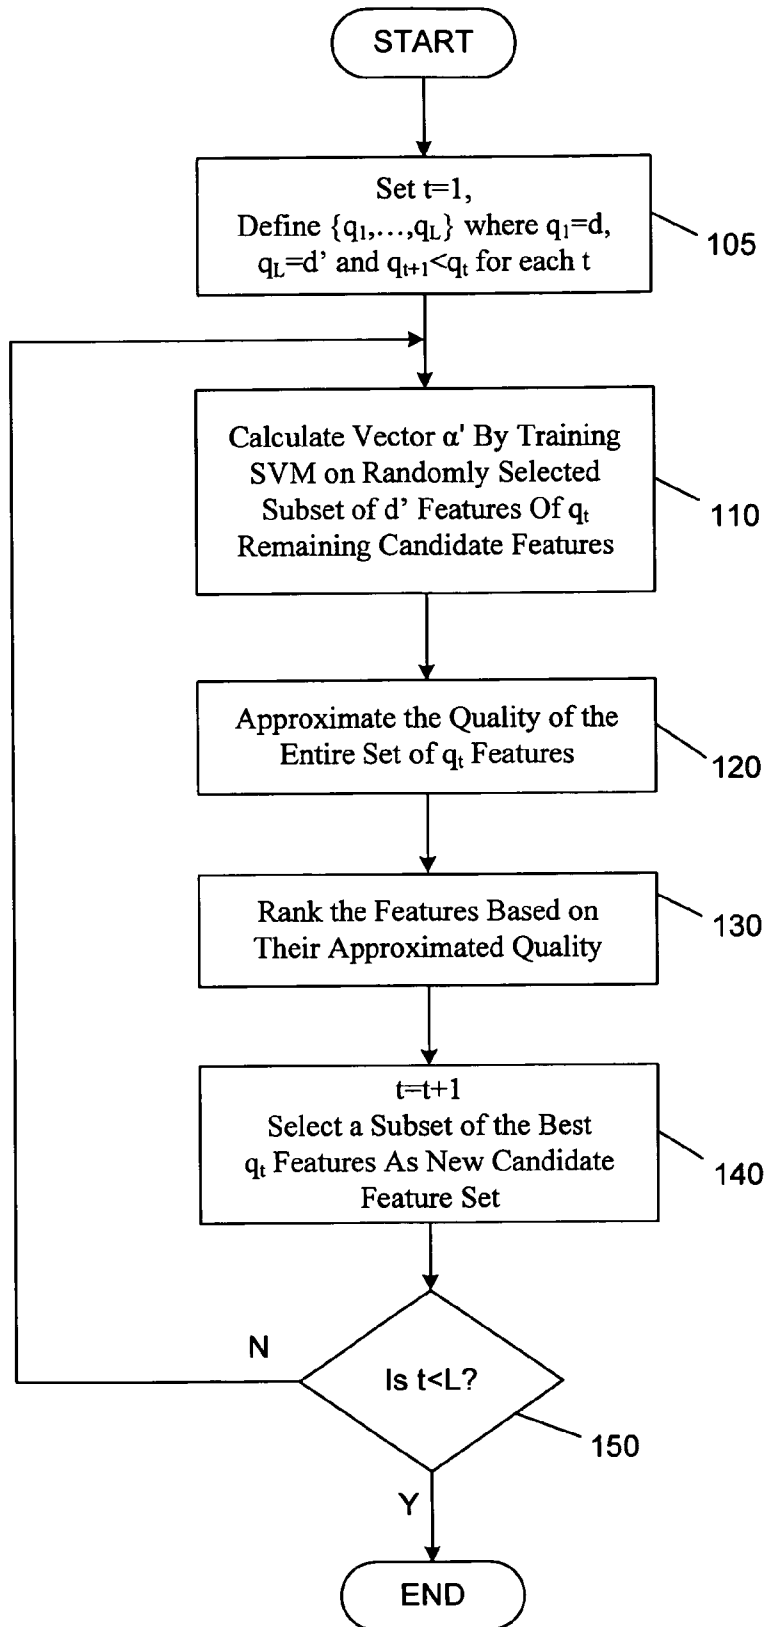 START
Set t=1,
Define {q₁,…,q_L} where q₁=d,
q_L=d’ and qₜ₊₁<qₜ for each t
105
Calculate Vector α' By Training
SVM on Randomly Selected
Subset of d’ Features Of qₜ
Remaining Candidate Features
110
Approximate the Quality of the
Entire Set of qₜ Features
120
Rank the Features Based on
Their Approximated Quality
130
t=t+1
Select a Subset of the Best
qₜ Features As New Candidate
Feature Set
140
N
Is t<L?
150
Y
END